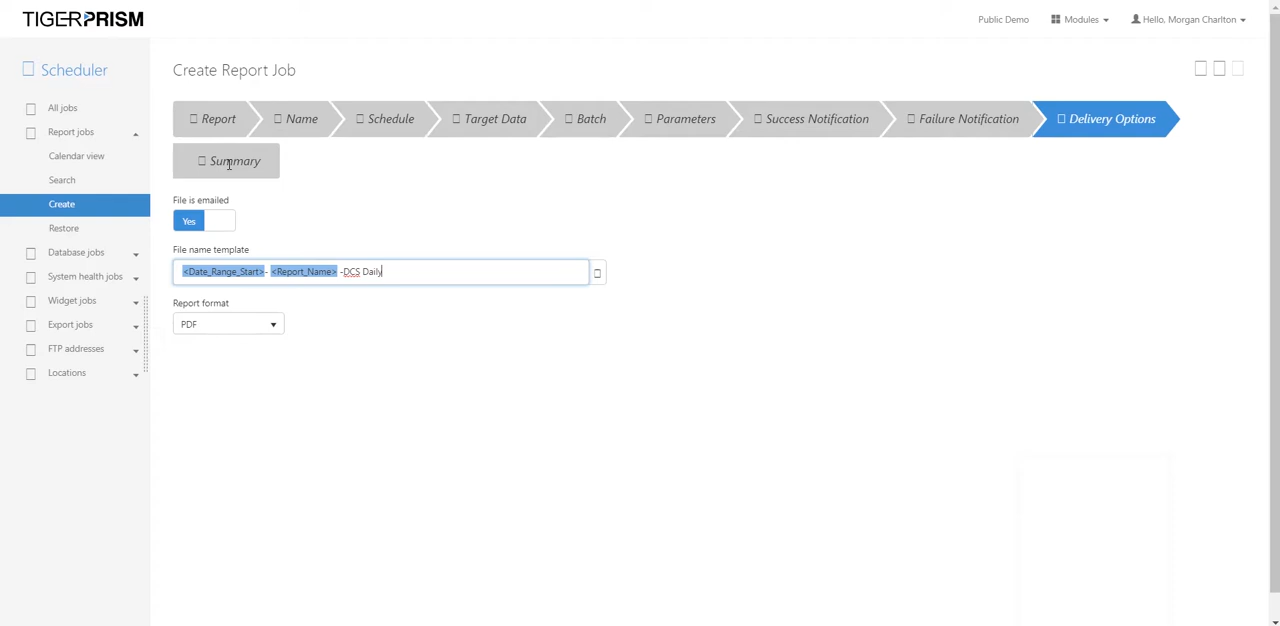 TIGERPRISM
Public Demo
Modules
Hello, Morgan Charlton
Scheduler
All jobs
Report jobs
Calendar view
Search
Create
Restore
Database jobs
System health jobs
Widget jobs
Export jobs
FTP addresses
Locations
Create Report Job
Report
Name
Schedule
Target Data
Batch
Parameters
Success Notification
Failure Notification
Delivery Options
Summary
File is emailed
Yes
File name template
<Date_Range_Start>- <Report_Name> -DCS Daily
Report format
PDF